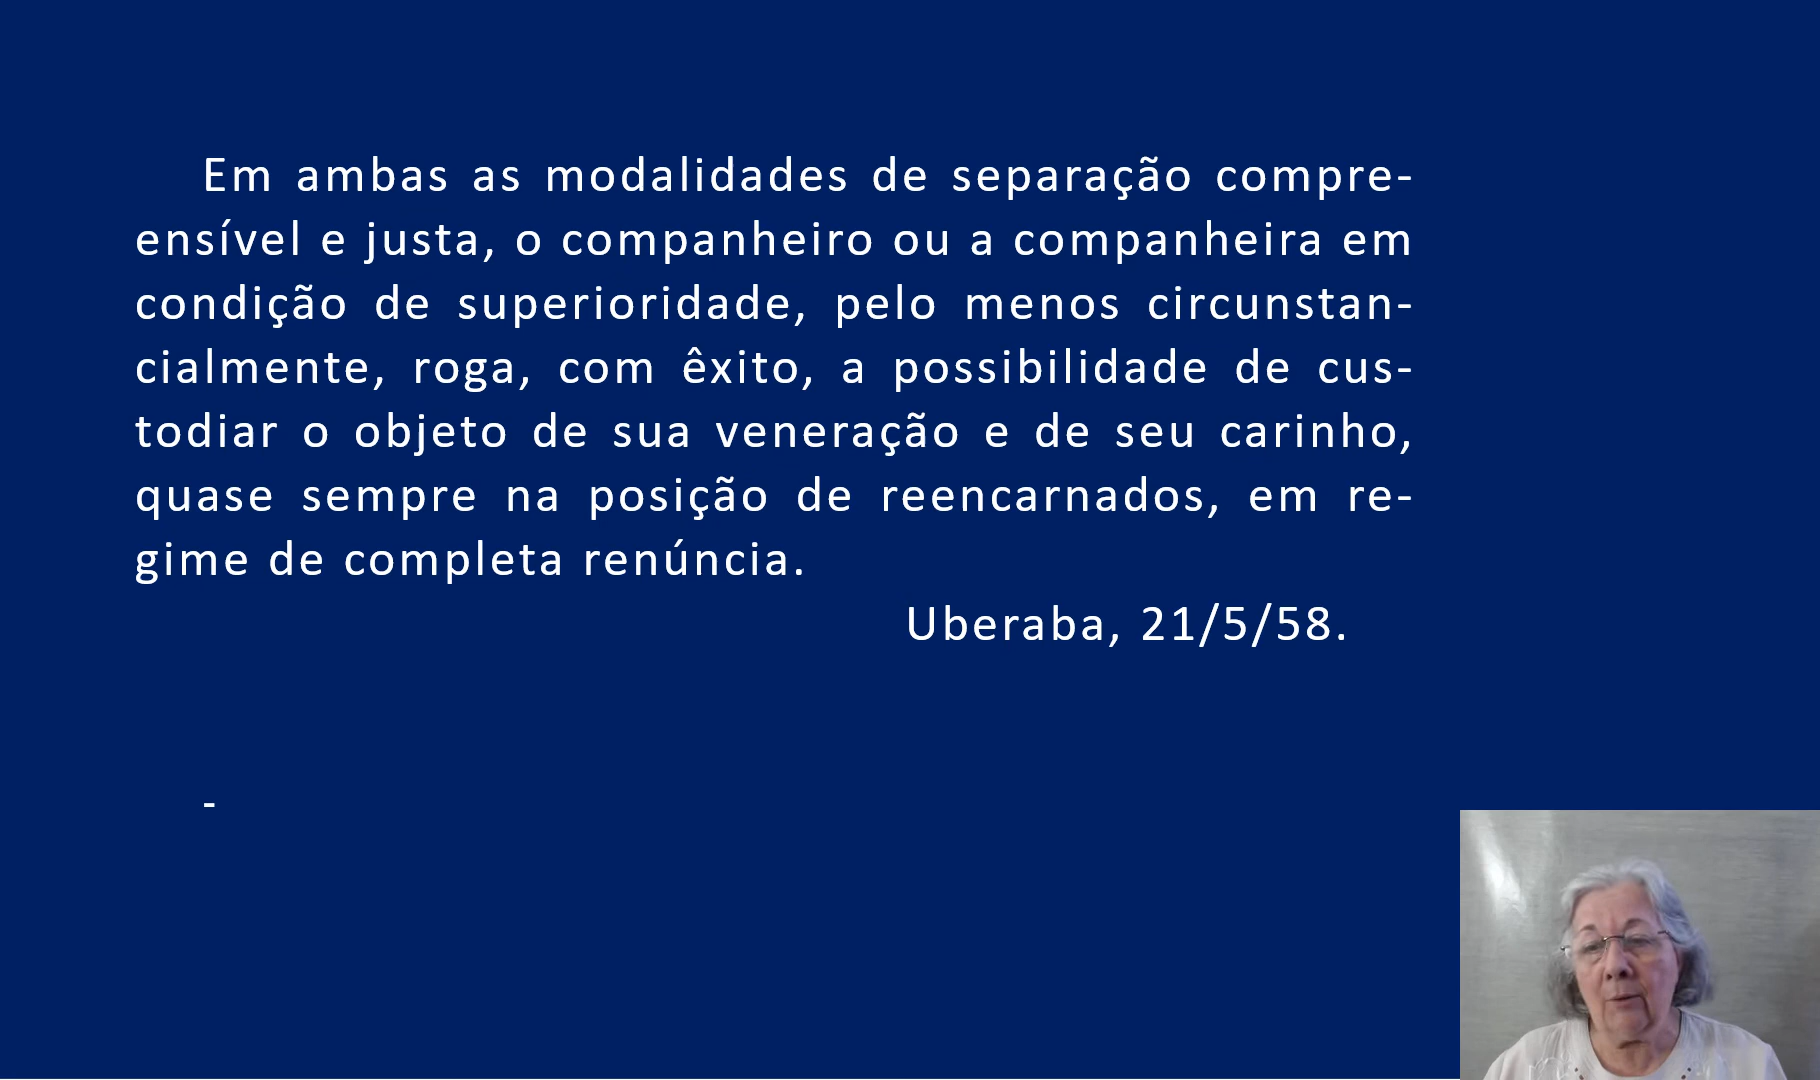 Em ambas as modalidades de separação compre-
ensível e justa, o companheiro ou a companheira em
condição de superioridade, pelo menos circunstan-
cialmente, roga, com êxito, a possibilidade de cus-
todiar o objeto de sua veneração e de seu carinho,
quase sempre na posição de reencarnados, em re-
gime de completa renúncia.
Uberaba, 21/5/58.
-